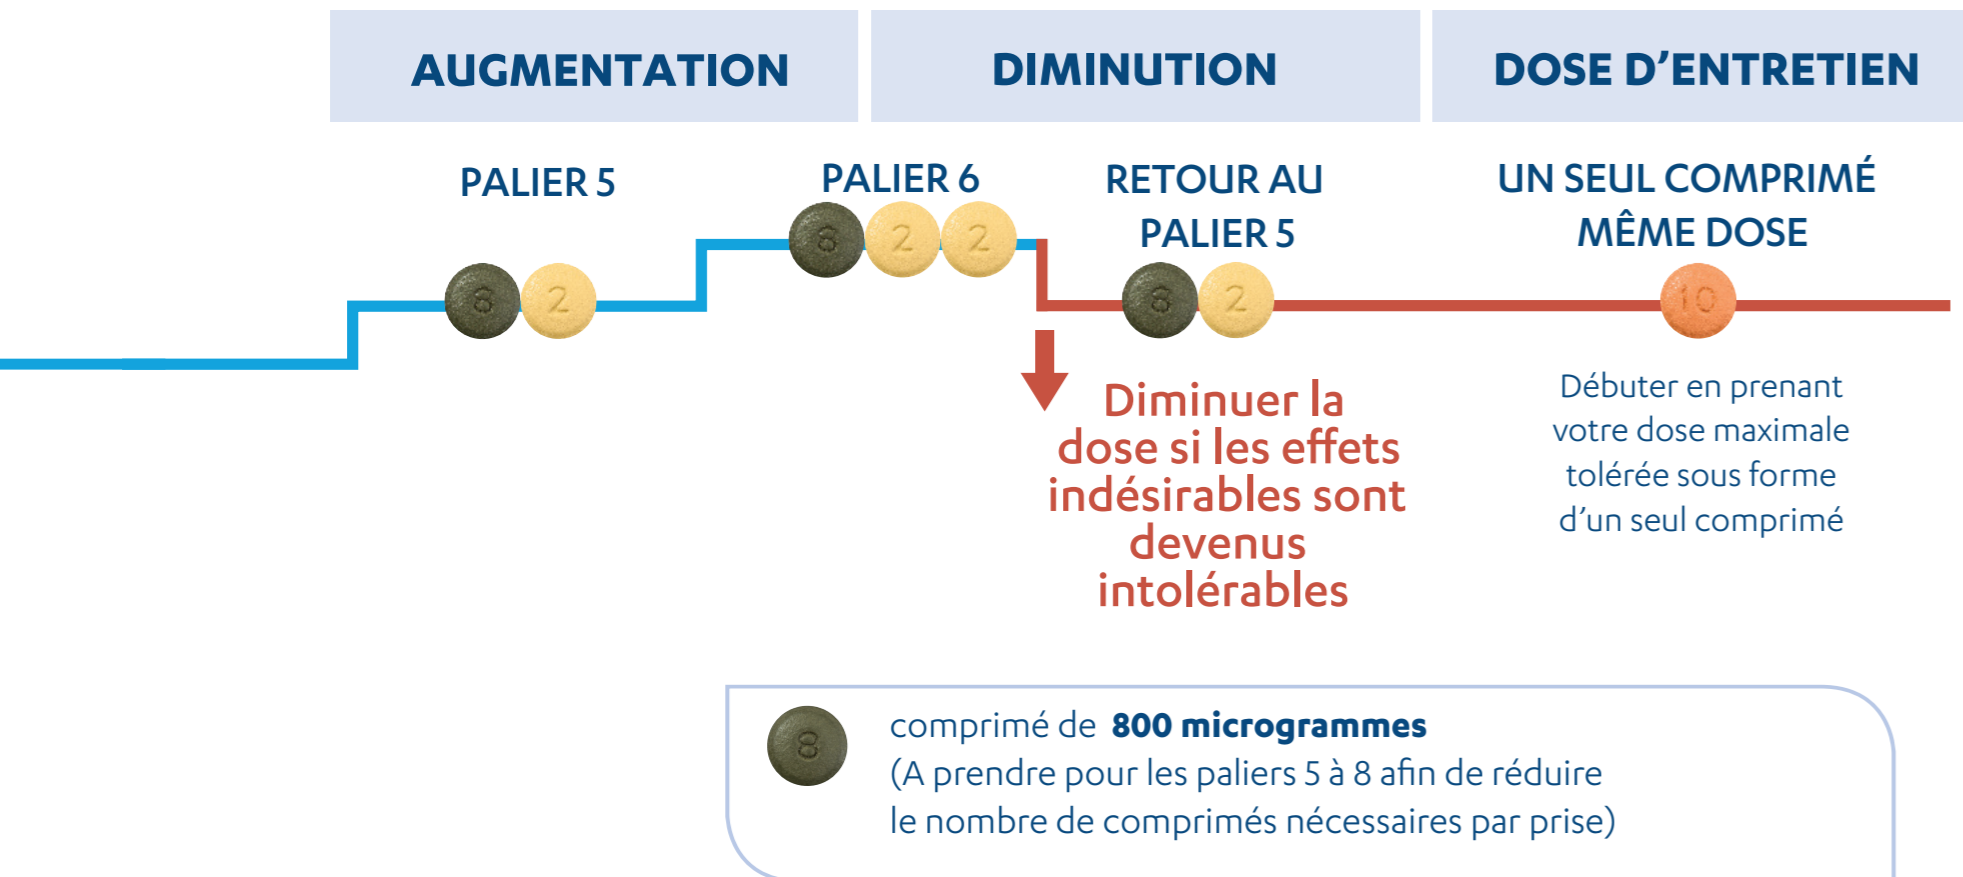 AUGMENTATION
DIMINUTION
DOSE D’ENTRETIEN
PALIER 5
PALIER 6
RETOUR AU
PALIER 5
UN SEUL COMPRIMÉ
MÊME DOSE
8 2
8 2 2
8 2
10
Diminuer la
dose si les effets
indésirables sont
devenus
intolérables
Débuter en prenant
votre dose maximale
tolérée sous forme
d’un seul comprimé
8
comprimé de 800 microgrammes
(A prendre pour les paliers 5 à 8 afin de réduire
le nombre de comprimés nécessaires par prise)